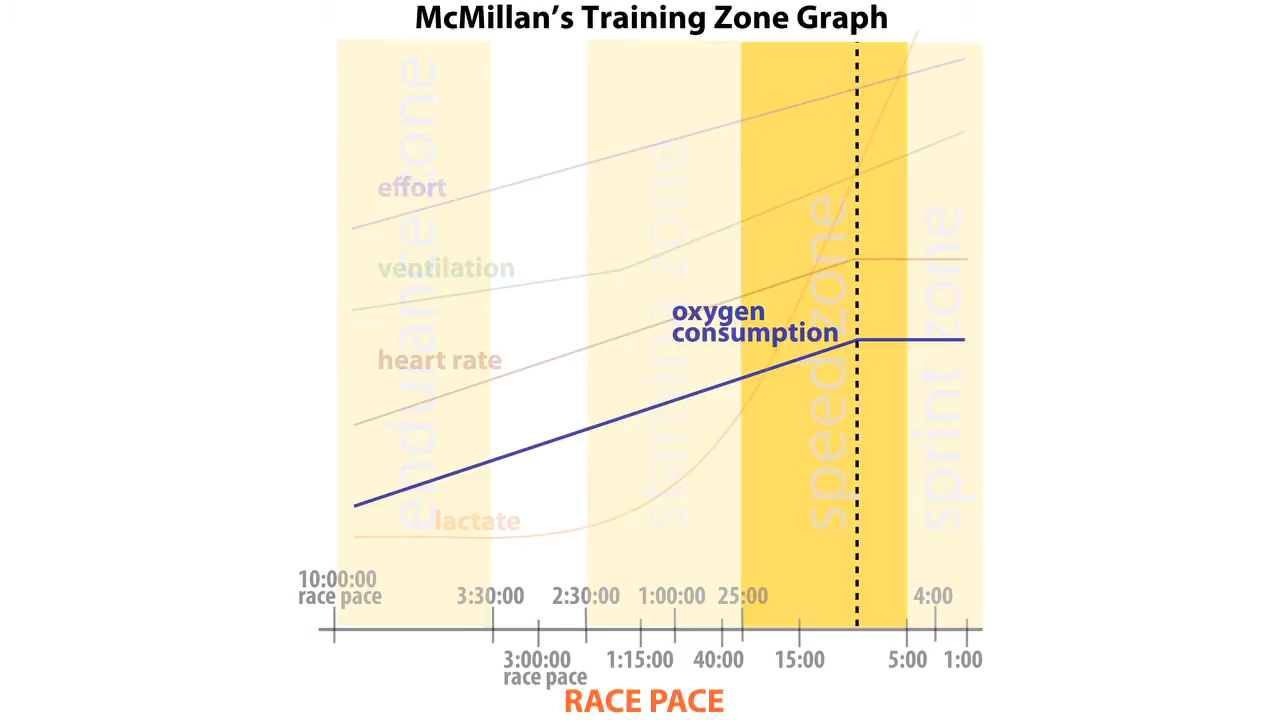 McMillan's Training Zone Graph
endurance zone
stamina zone
speed zone
sprint zone
effort
ventilation
heart rate
oxygen
consumption
lactate
10:00:00
race pace
3:30:00
2:30:00
1:00:00
25:00
4:00
3:00:00
race pace
1:15:00
40:00
15:00
5:00
1:00
RACE PACE